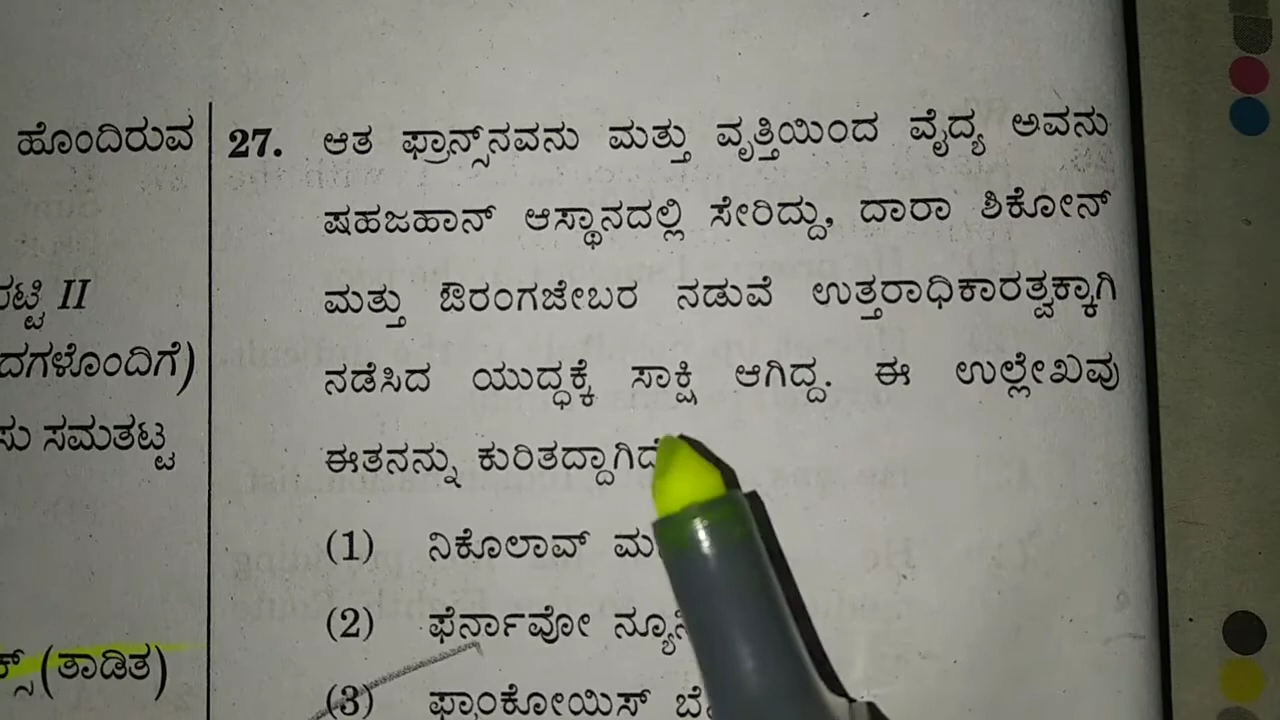 ಹೊಂದಿರುವ
II
ಸಮತಟ್ಟ
(ತಾಡಿತ)
27. ಆತ ಫ್ರಾನ್ಸ್‌ನವನು ಮತ್ತು ವೃತ್ತಿಯಿಂದ ವೈದ್ಯ ಅವನು
ಷಹಜಹಾನ್ ಆಸ್ಥಾನದಲ್ಲಿ ಸೇರಿದ್ದು, ದಾರಾ ಶಿಕೋನ್
ಮತ್ತು ಔರಂಗಜೇಬರ ನಡುವೆ ಉತ್ತರಾಧಿಕಾರತ್ವಕ್ಕಾಗಿ
ನಡೆಸಿದ ಯುದ್ಧಕ್ಕೆ ಸಾಕ್ಷಿ ಆಗಿದ್ದ. ಈ ಉಲ್ಲೇಖವು
ಈತನನ್ನು ಕುರಿತದ್ದಾಗಿದೆ
(1) ನಿಕೊಲಾವ್
(2) ಫೆರ್ನಾವೋ
(3) ಫ್ರಾಂಕೋಯಿಸ್